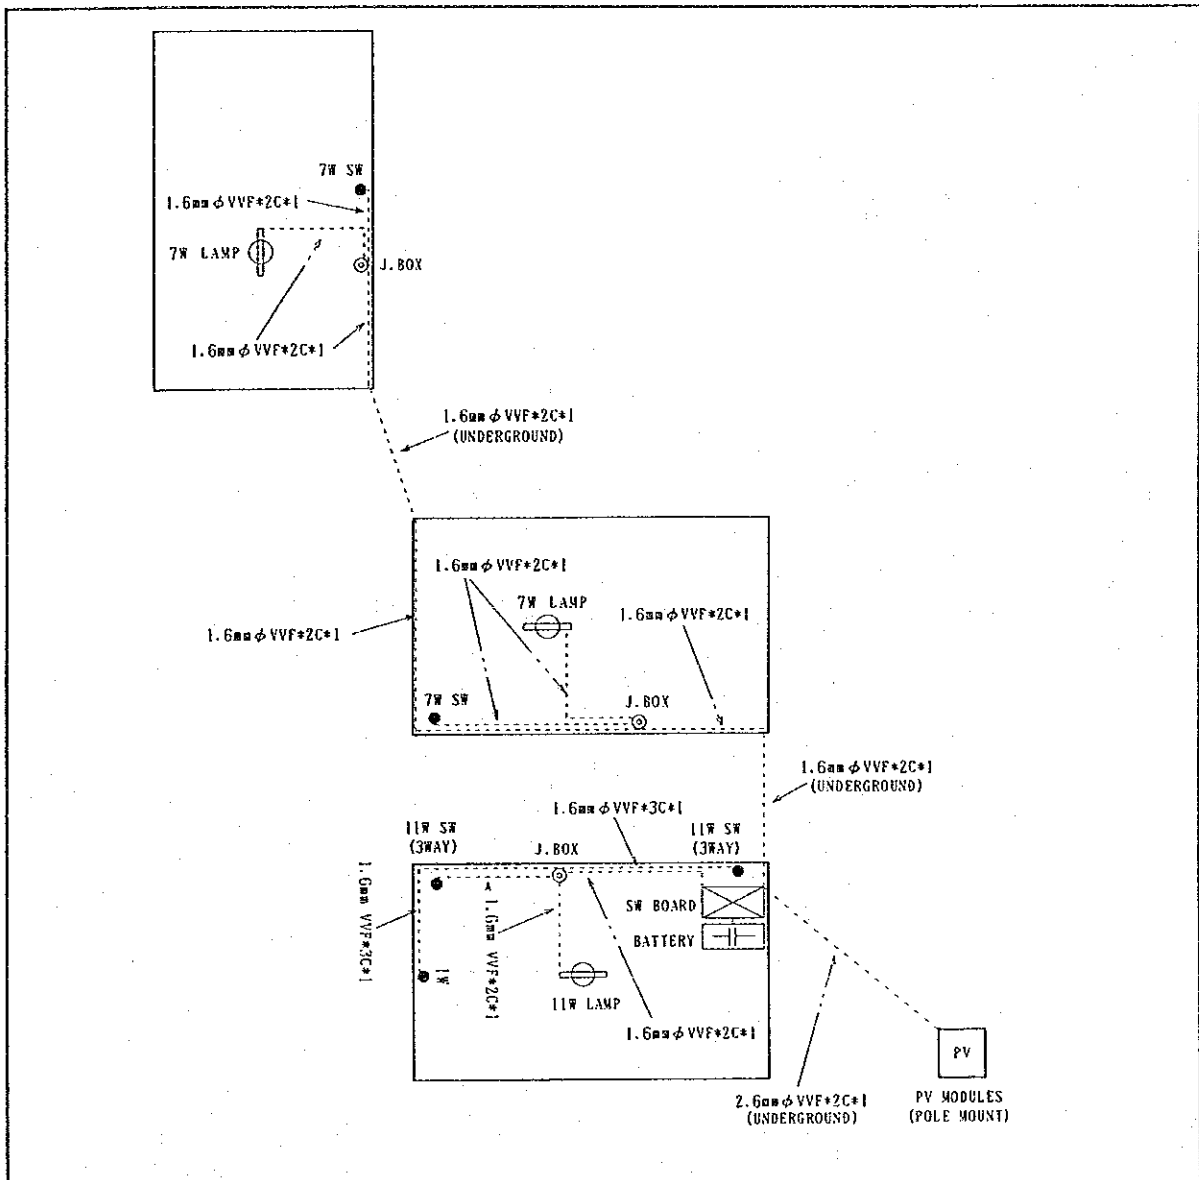 7W SW
1.6mmφVVF*2C*1
7W LAMP
J.BOX
1.6mmφVVF*2C*1
1.6mmφVVF*2C*1
(UNDERGROUND)
1.6mmφVVF*2C*1
7W LAMP
1.6mmφVVF*2C*1
1.6mmφVVF*2C*1
7W SW
J.BOX
1.6mmφVVF*2C*1
(UNDERGROUND)
1.6mmφVVF*3C*1
11W SW
(3WAY)
J.BOX
11W SW
(3WAY)
1.6mm VVF*3C*1
1.6mm VVF*2C*1
SW BOARD
BATTERY
1W
11W LAMP
1.6mmφVVF*2C*1
PV
2.6mmφVVF*2C*1
(UNDERGROUND)
PV MODULES
(POLE MOUNT)